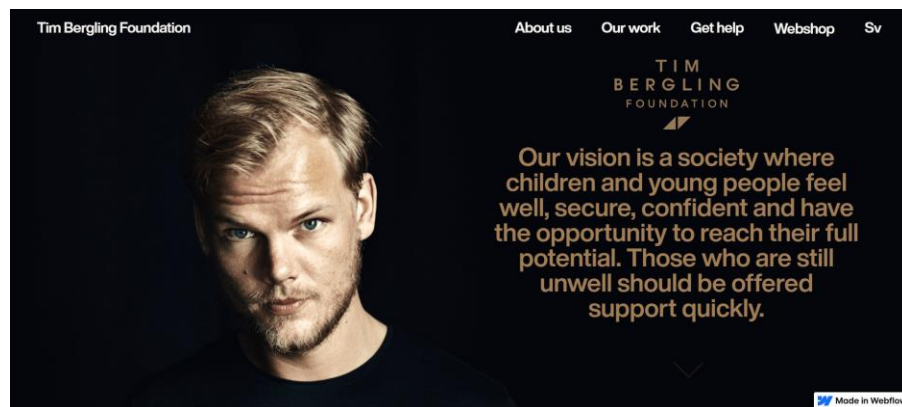 Tim Bergling Foundation
About us
Our work
Get help
Webshop
Sv
TIM
BERGLING
FOUNDATION
Our vision is a society where
children and young people feel
well, secure, confident and have
the opportunity to reach their full
potential. Those who are still
unwell should be offered
support quickly.
Made in Webflow